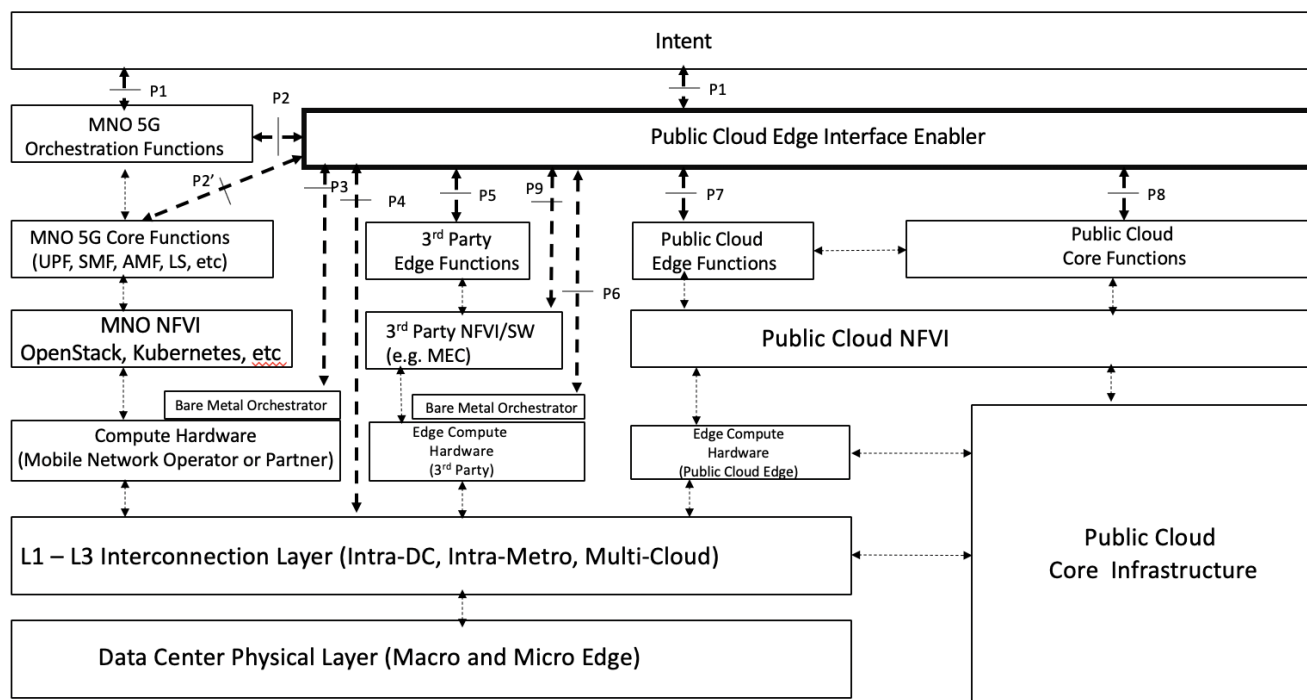 Intent
P1
P1
MNO 5G
Orchestration Functions
P2
Public Cloud Edge Interface Enabler
P2’
P3
P4
P5
P9
P7
P8
MNO 5G Core Functions
(UPF, SMF, AMF, LS, etc)
3rd Party
Edge Functions
Public Cloud
Edge Functions
Public Cloud
Core Functions
P6
MNO NFVI
OpenStack, Kubernetes, etc
3rd Party NFVI/SW
(e.g. MEC)
Public Cloud NFVI
Bare Metal Orchestrator
Bare Metal Orchestrator
Compute Hardware
(Mobile Network Operator or Partner)
Edge Compute
Hardware
(3rd Party)
Edge Compute
Hardware
(Public Cloud Edge)
L1 – L3 Interconnection Layer (Intra-DC, Intra-Metro, Multi-Cloud)
Public Cloud
Core Infrastructure
Data Center Physical Layer (Macro and Micro Edge)